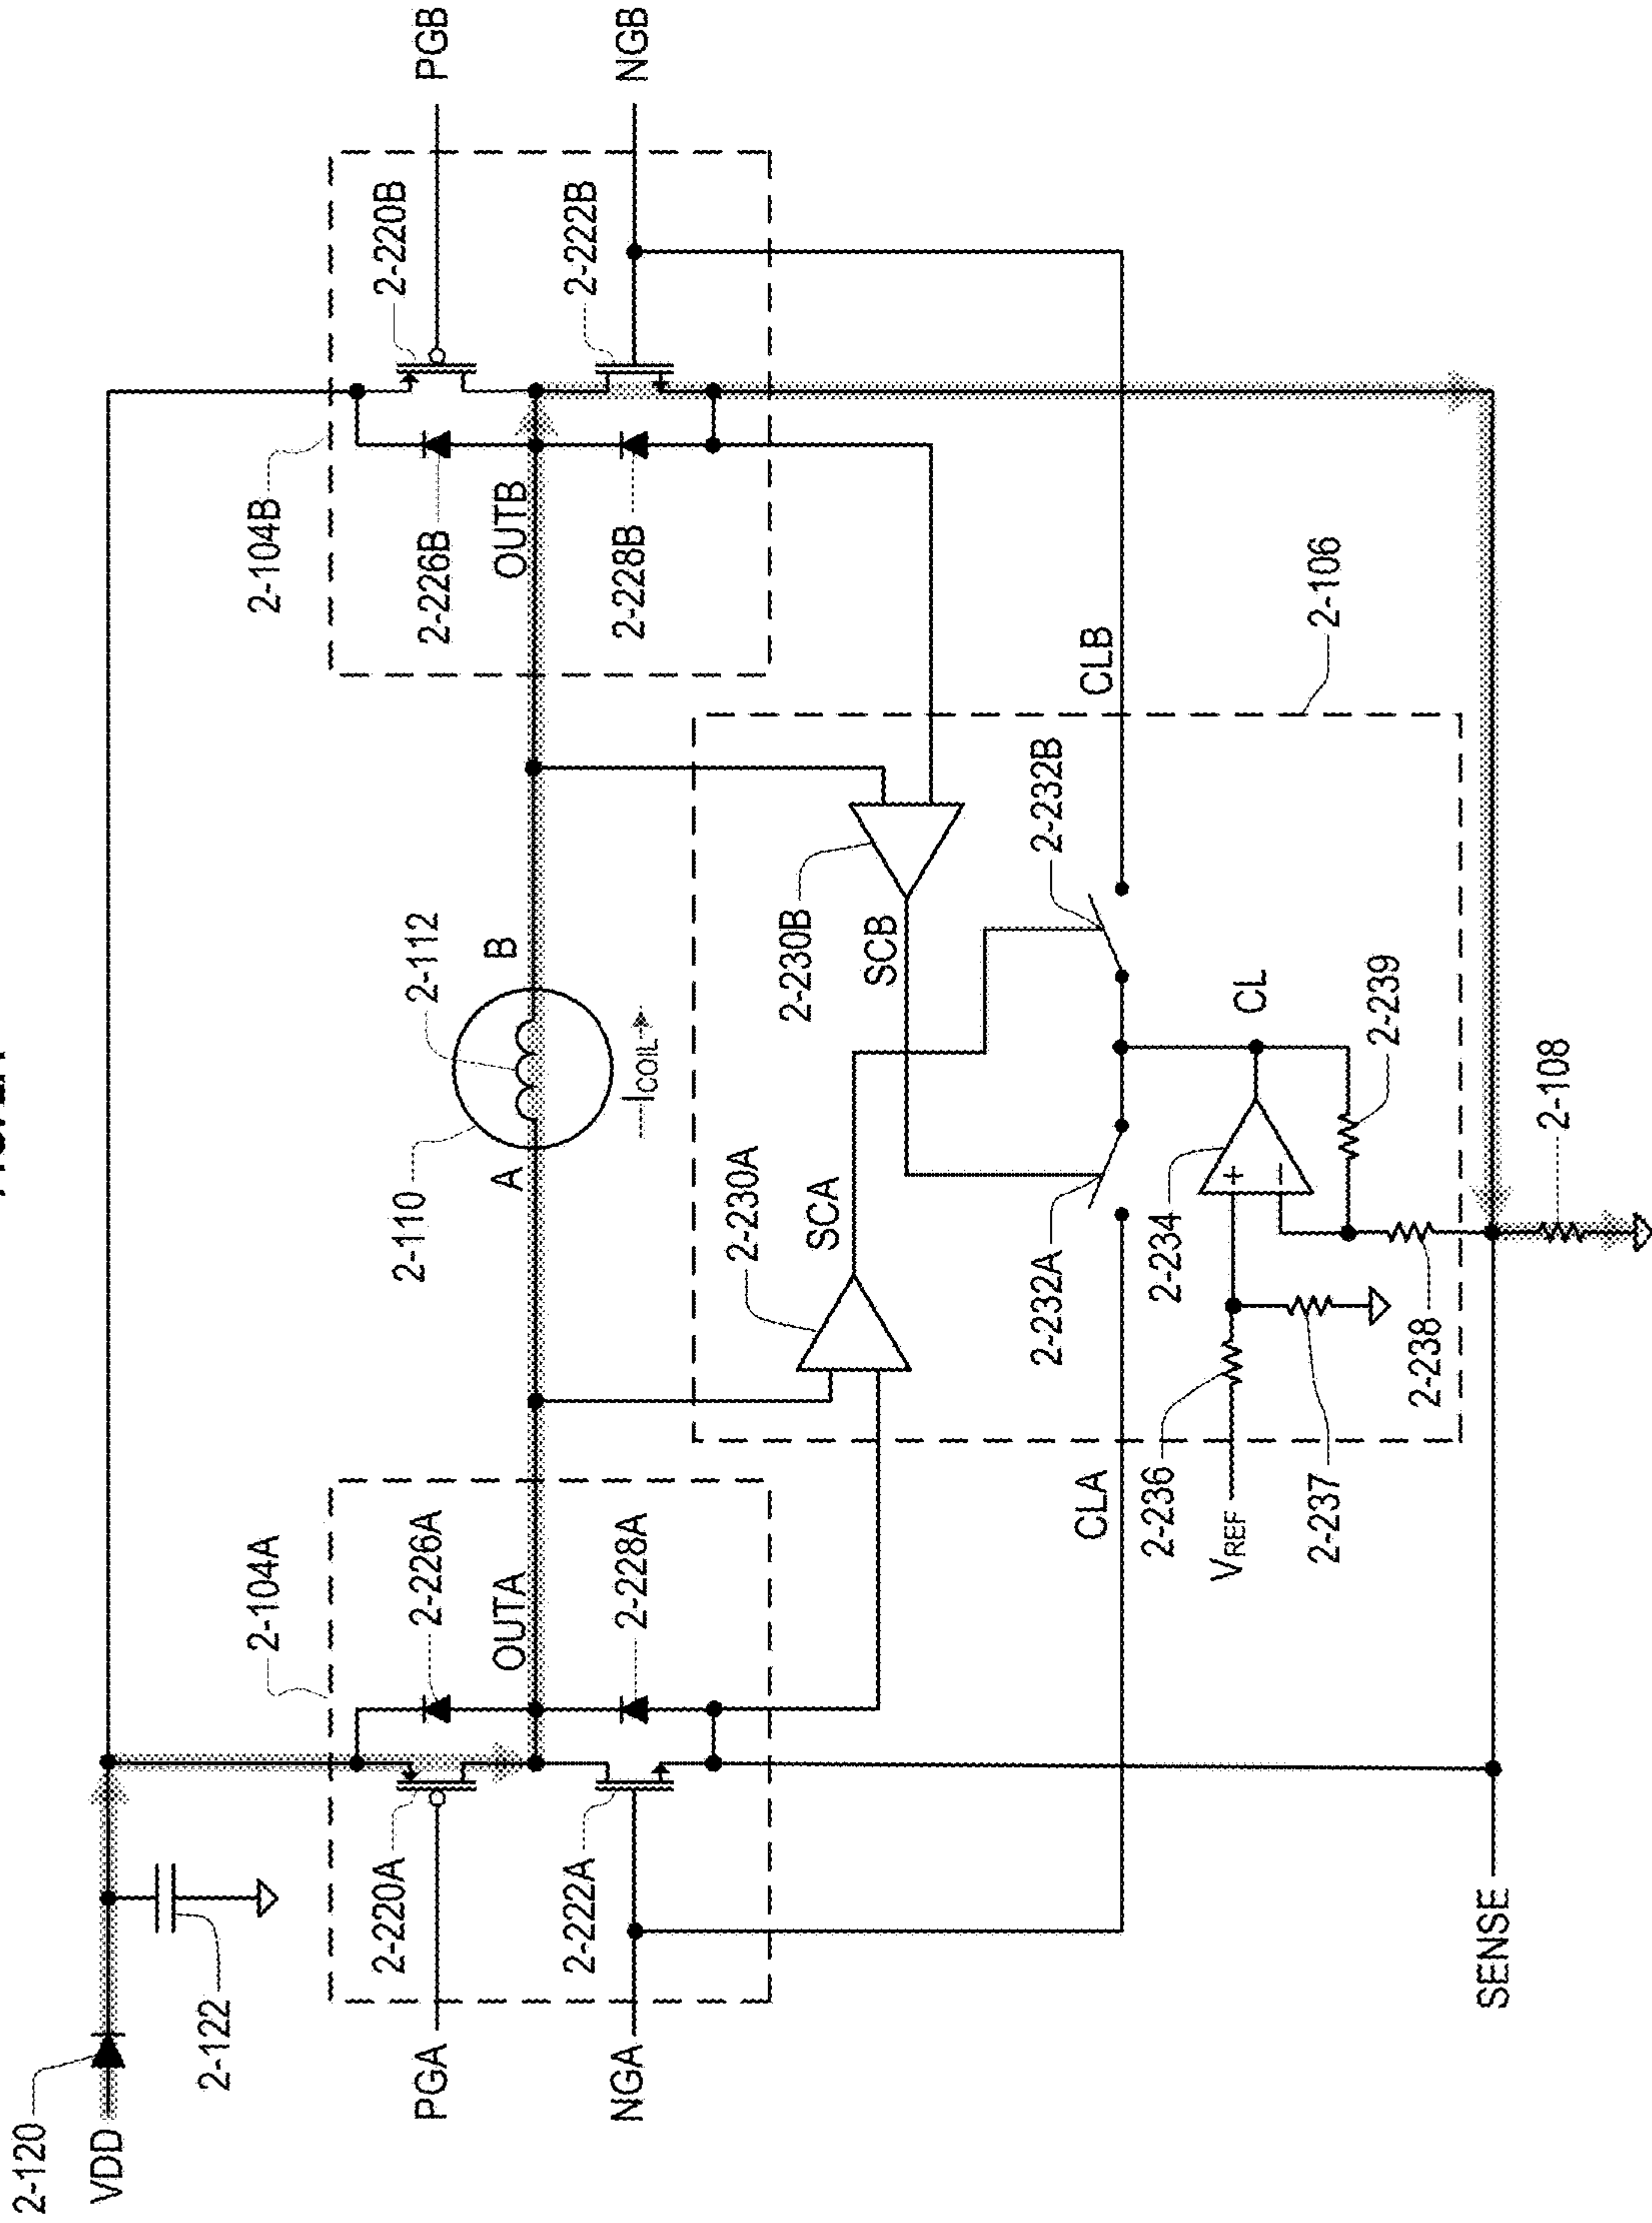 2-120
VDD
2-122
2-104A
2-104B
PGA
2-220A
2-226A
2-110
2-112
2-226B
2-220B
PGB
OUTA
A
B
OUTB
NGA
2-222A
2-228A
ICOIL
2-228B
2-222B
NGB
2-230A
SCA
2-230B
SCB
CLA
2-232A
2-232B
CLB
2-236
VREF
2-237
2-234
CL
2-238
2-239
2-106
SENSE
2-108